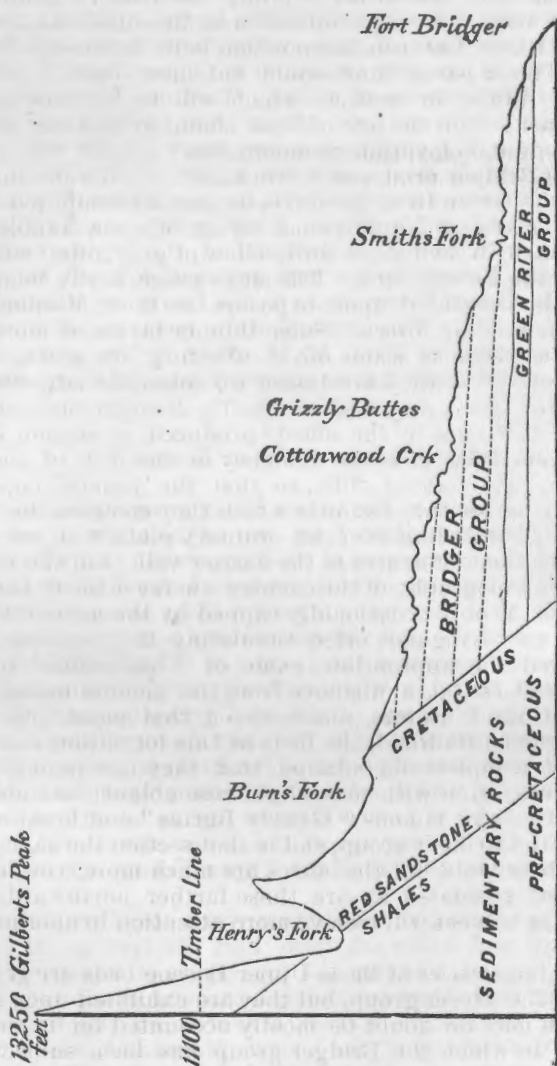 Fort Bridger
Smiths Fork
GREEN RIVER
GROUP
Grizzly Buttes
Cottonwood Crk
BRIDGER
GROUP
CRETACEOUS
Burn's Fork
RED SANDSTONE
SHALES
Henry's Fork
SEDIMENTARY ROCKS
PRE-CRETACEOUS
13250 Gilberts Peak
feet
Timber line
11100